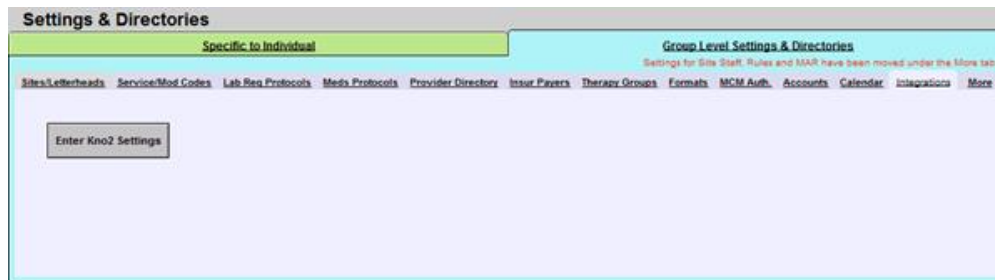 Settings & Directories
Specific to Individual
Group Level Settings & Directories
Settings for Site Staff, Rules and MAR have been moved under the More tab
Sites/Letterheads Service/Mod Codes Lab Req Protocols Meds Protocols Provider Directory Insur Payers Therapy Groups Formats MCM Auth. Accounts Calendar Integrations More
Enter Kno2 Settings